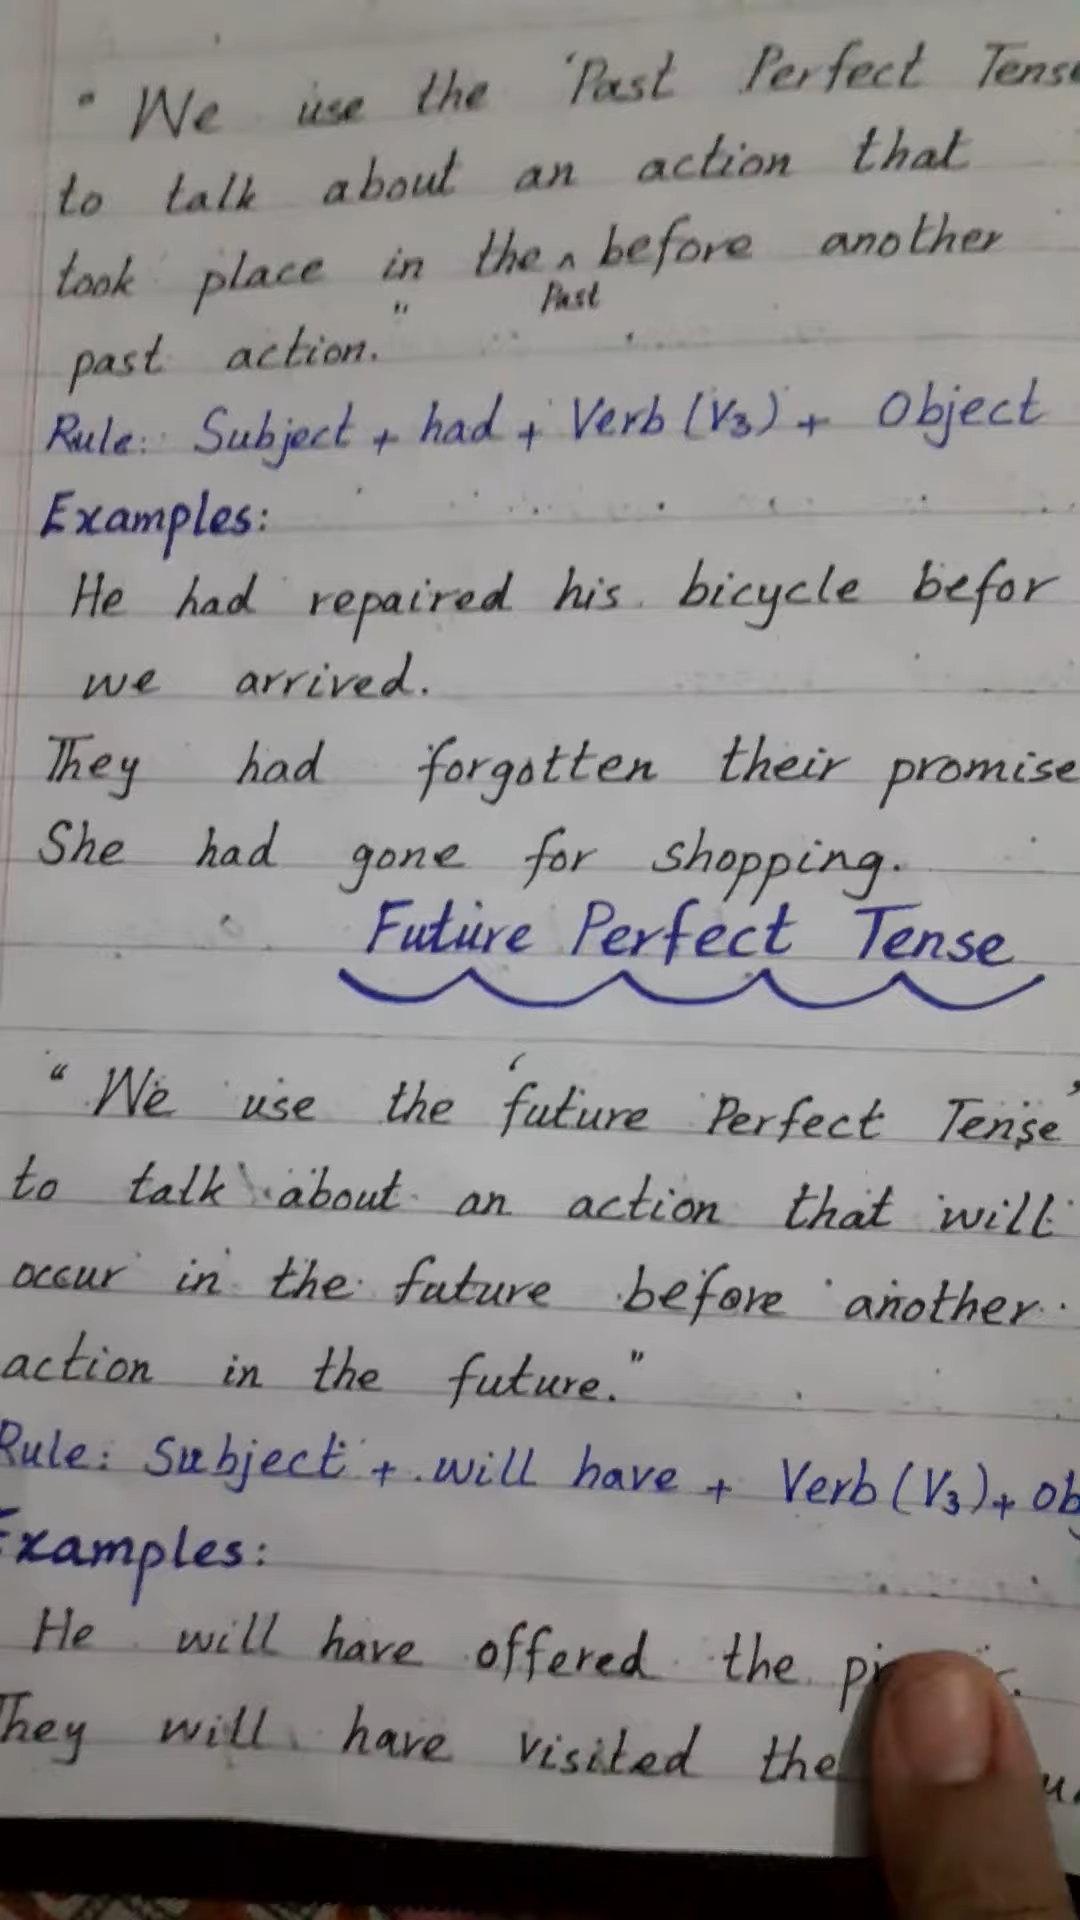 "We use the 'Past Perfect Tense
to talk about an action that
took place in the ^ before another
Past
past action."
Rule: Subject + had + Verb (V3) + Object
Examples:
He had repaired his bicycle befor
we arrived.
They had forgotten their promise
She had gone for shopping.
Future Perfect Tense
"We use the 'future Perfect Tense'
to talk about an action that will
occur in the future before another
action in the future."
Rule: Subject + will have + Verb (V3) + ob
Examples:
He will have offered the
They will have visited the